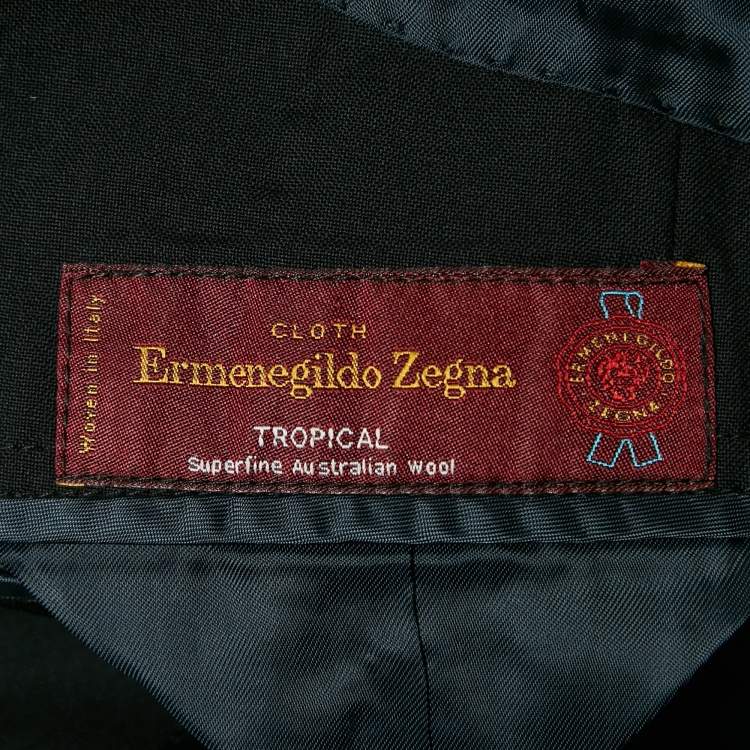 Woven in Italy
CLOTH
Ermenegildo Zegna
TROPICAL
Superfine Australian Wool
ERMENEGILDO
ZEGNA